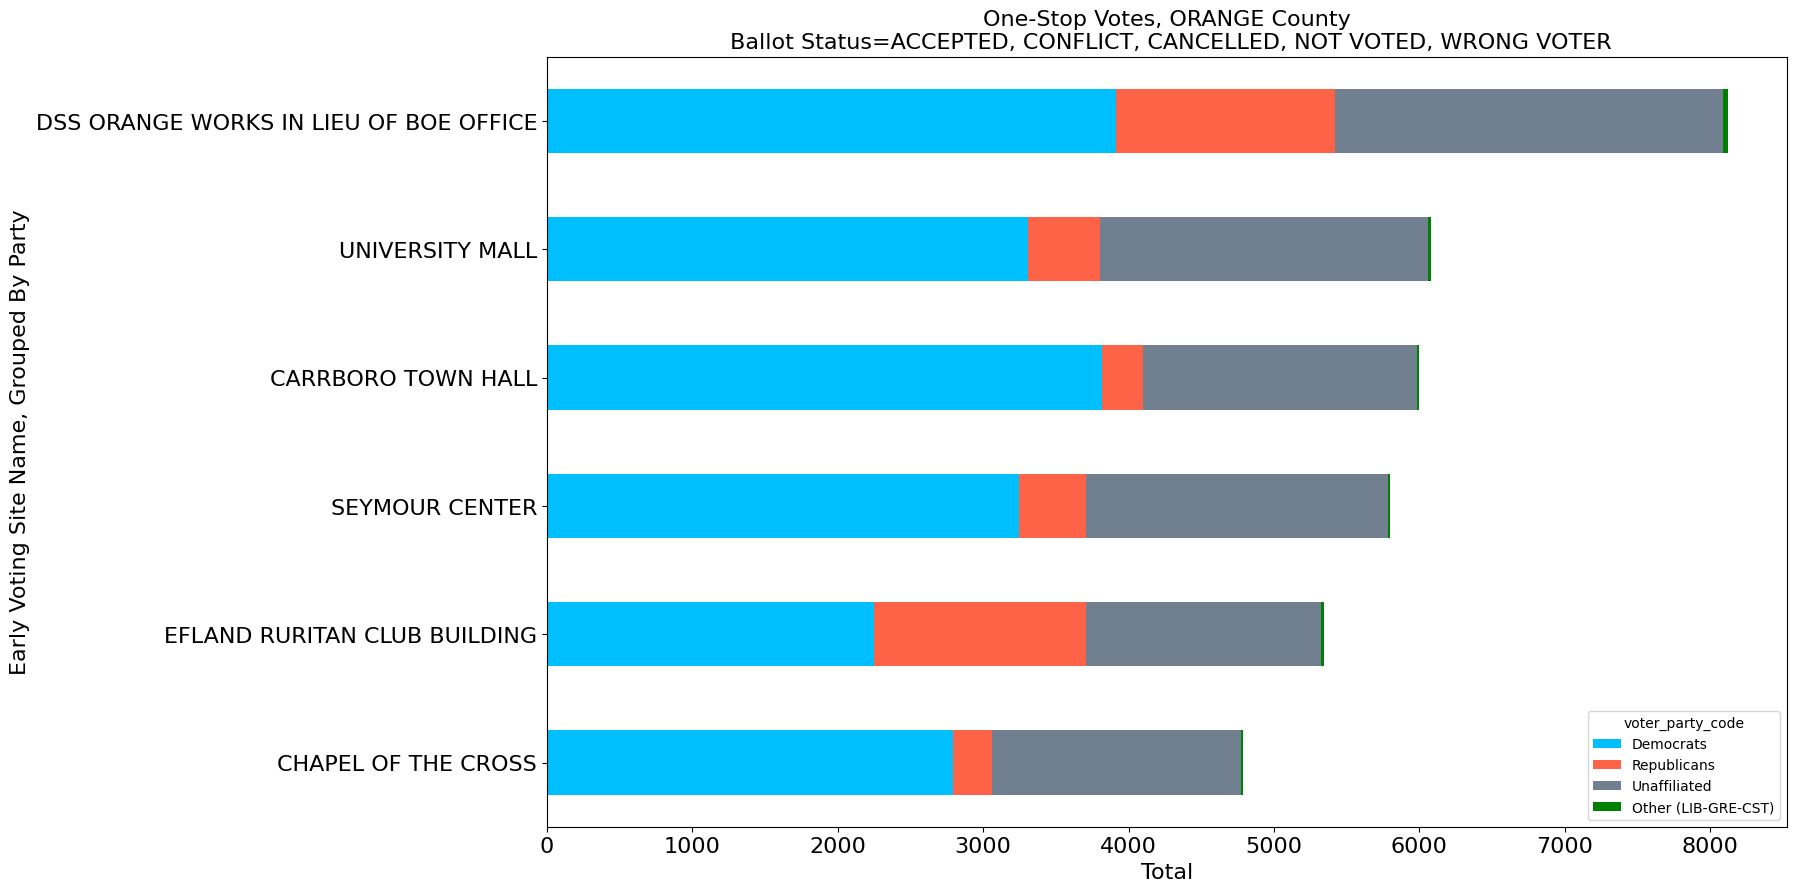 One-Stop Votes, ORANGE County
Ballot Status=ACCEPTED, CONFLICT, CANCELLED, NOT VOTED, WRONG VOTER
Early Voting Site Name, Grouped By Party
DSS ORANGE WORKS IN LIEU OF BOE OFFICE
UNIVERSITY MALL
CARRBORO TOWN HALL
SEYMOUR CENTER
EFLAND RURITAN CLUB BUILDING
CHAPEL OF THE CROSS
voter_party_code
Democrats
Republicans
Unaffiliated
Other (LIB-GRE-CST)
0 1000 2000 3000 4000 5000 6000 7000 8000
Total